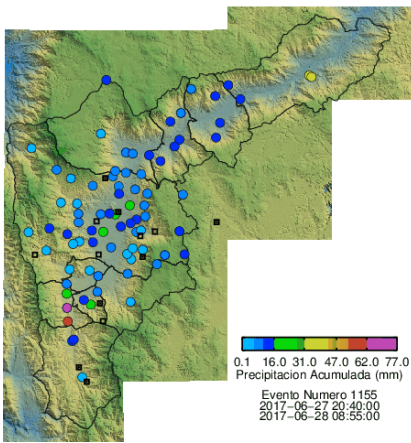 0.1 16.0 31.0 47.0 62.0 77.0
Precipitacion Acumulada (mm)
Evento Numero 1155
2017-06-27 20:40:00
2017-06-28 08:55:00